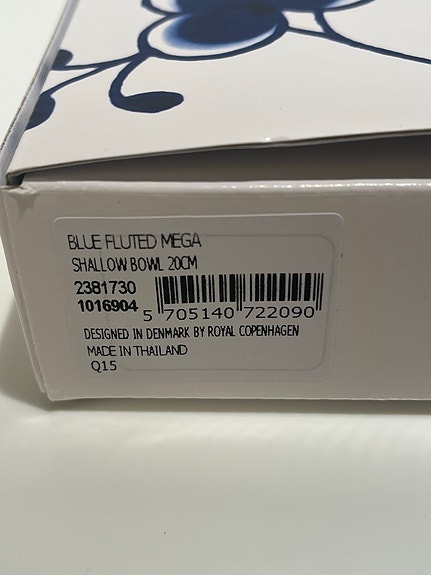 BLUE FLUTED MEGA
SHALLOW BOWL 20CM
2381730
1016904
5 705140 722090
DESIGNED IN DENMARK BY ROYAL COPENHAGEN
MADE IN THAILAND
Q15